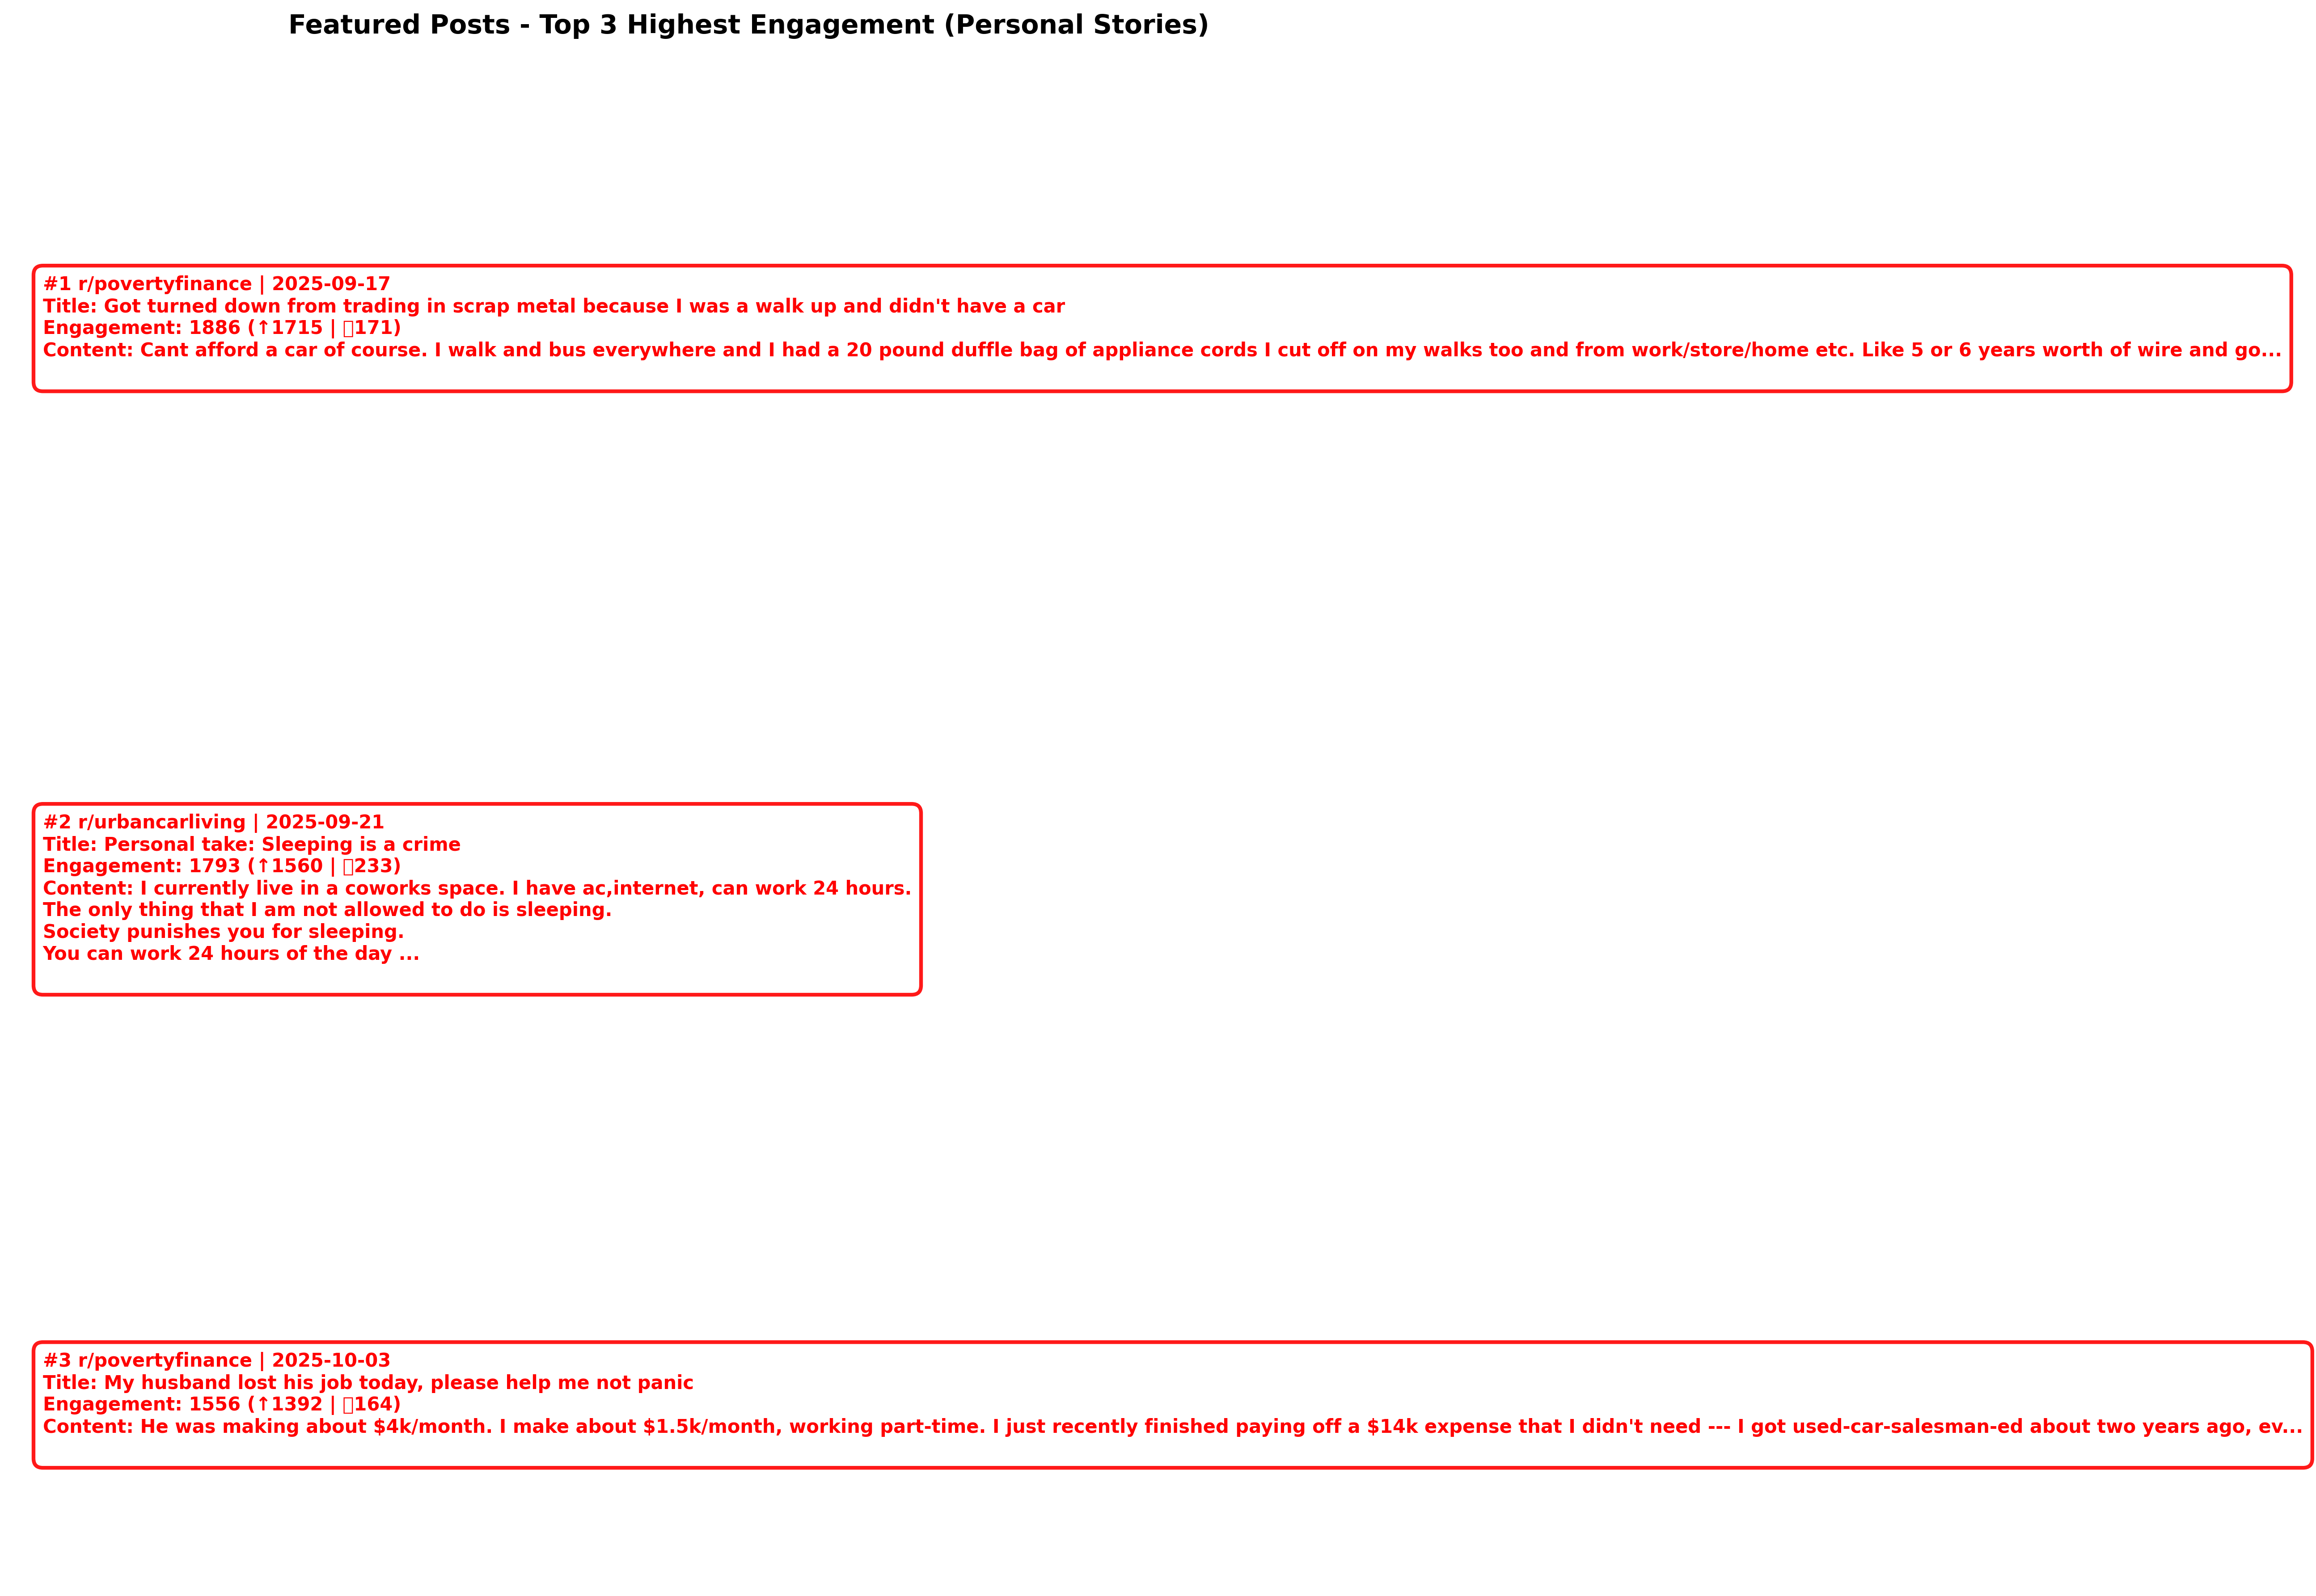 Featured Posts - Top 3 Highest Engagement (Personal Stories)
#1 r/povertyfinance | 2025-09-17
Title: Got turned down from trading in scrap metal because I was a walk up and didn't have a car
Engagement: 1886 (↑1715 | 171)
Content: Cant afford a car of course. I walk and bus everywhere and I had a 20 pound duffle bag of appliance cords I cut off on my walks too and from work/store/home etc. Like 5 or 6 years worth of wire and go...
#2 r/urbancarliving | 2025-09-21
Title: Personal take: Sleeping is a crime
Engagement: 1793 (↑1560 | 233)
Content: I currently live in a coworks space. I have ac,internet, can work 24 hours.
The only thing that I am not allowed to do is sleeping.
Society punishes you for sleeping.
You can work 24 hours of the day ...
#3 r/povertyfinance | 2025-10-03
Title: My husband lost his job today, please help me not panic
Engagement: 1556 (↑1392 | 164)
Content: He was making about $4k/month. I make about $1.5k/month, working part-time. I just recently finished paying off a $14k expense that I didn't need --- I got used-car-salesman-ed about two years ago, ev...